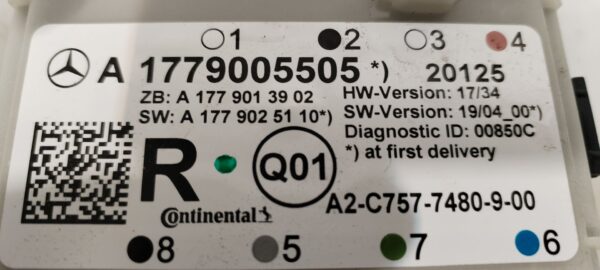 1 2 3 4
A 1779005505 *) 20125
ZB: A 177 901 39 02 HW-Version: 17/34
SW: A 177 902 51 10*) SW-Version: 19/04_00*)
Diagnostic ID: 00850C
*) at first delivery
R Q01
Continental A2-C757-7480-9-00
8 5 7 6